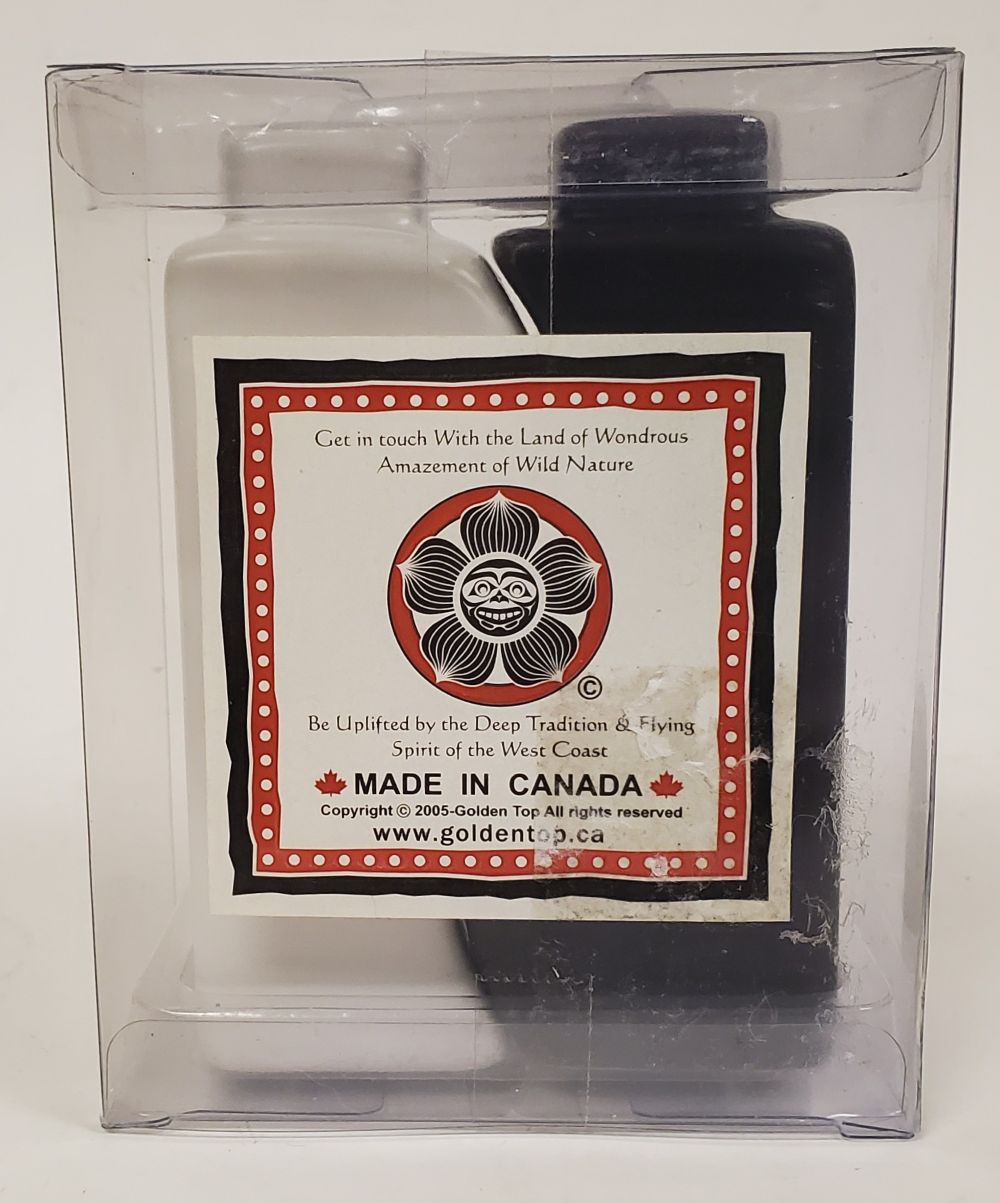 Get in touch With the Land of Wondrous
Amazement of Wild Nature
©
Be Uplifted by the Deep Tradition & Flying
Spirit of the West Coast
MADE IN CANADA
Copyright © 2005-Golden Top All rights reserved
www.goldentop.ca